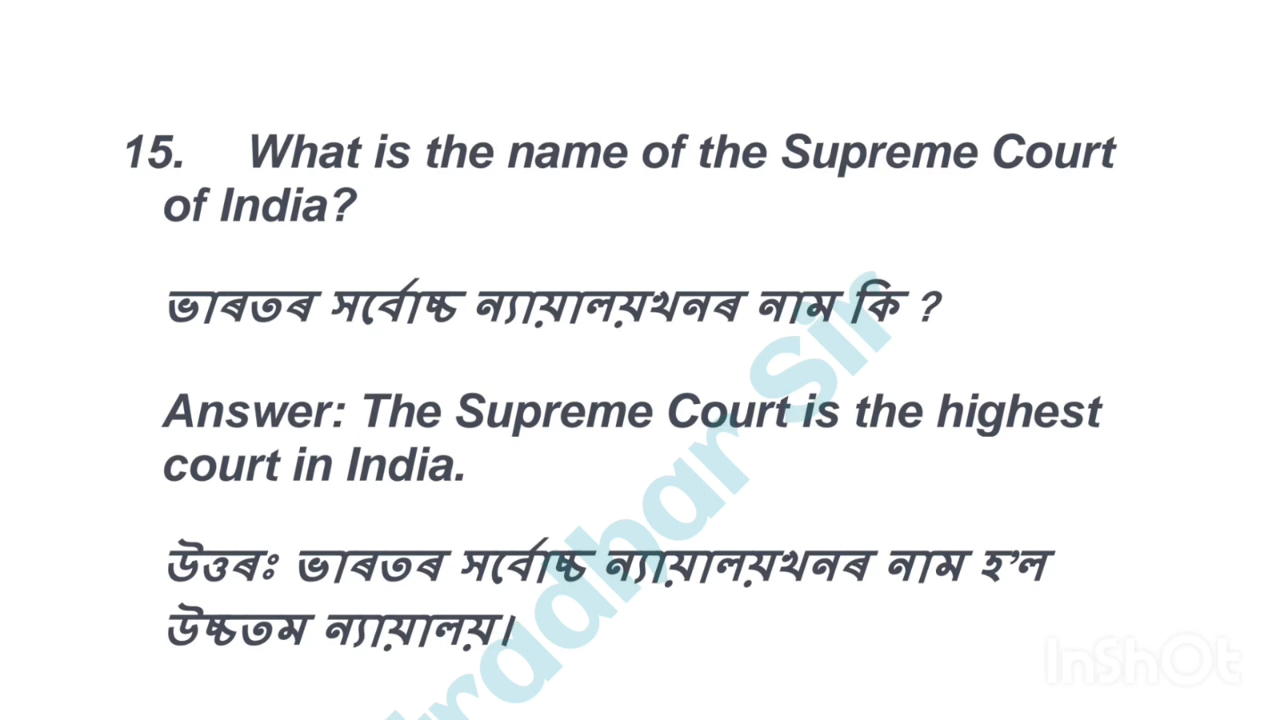 15. What is the name of the Supreme Court
of India?
ভাৰতৰ সৰ্বোচ্চ ন্যায়ালয়খনৰ নাম কি ?
Answer: The Supreme Court is the highest
court in India.
উত্তৰঃ ভাৰতৰ সৰ্বোচ্চ ন্যায়ালয়খনৰ নাম হ’ল
উচ্চতম ন্যায়ালয়।
Sir
InShOt